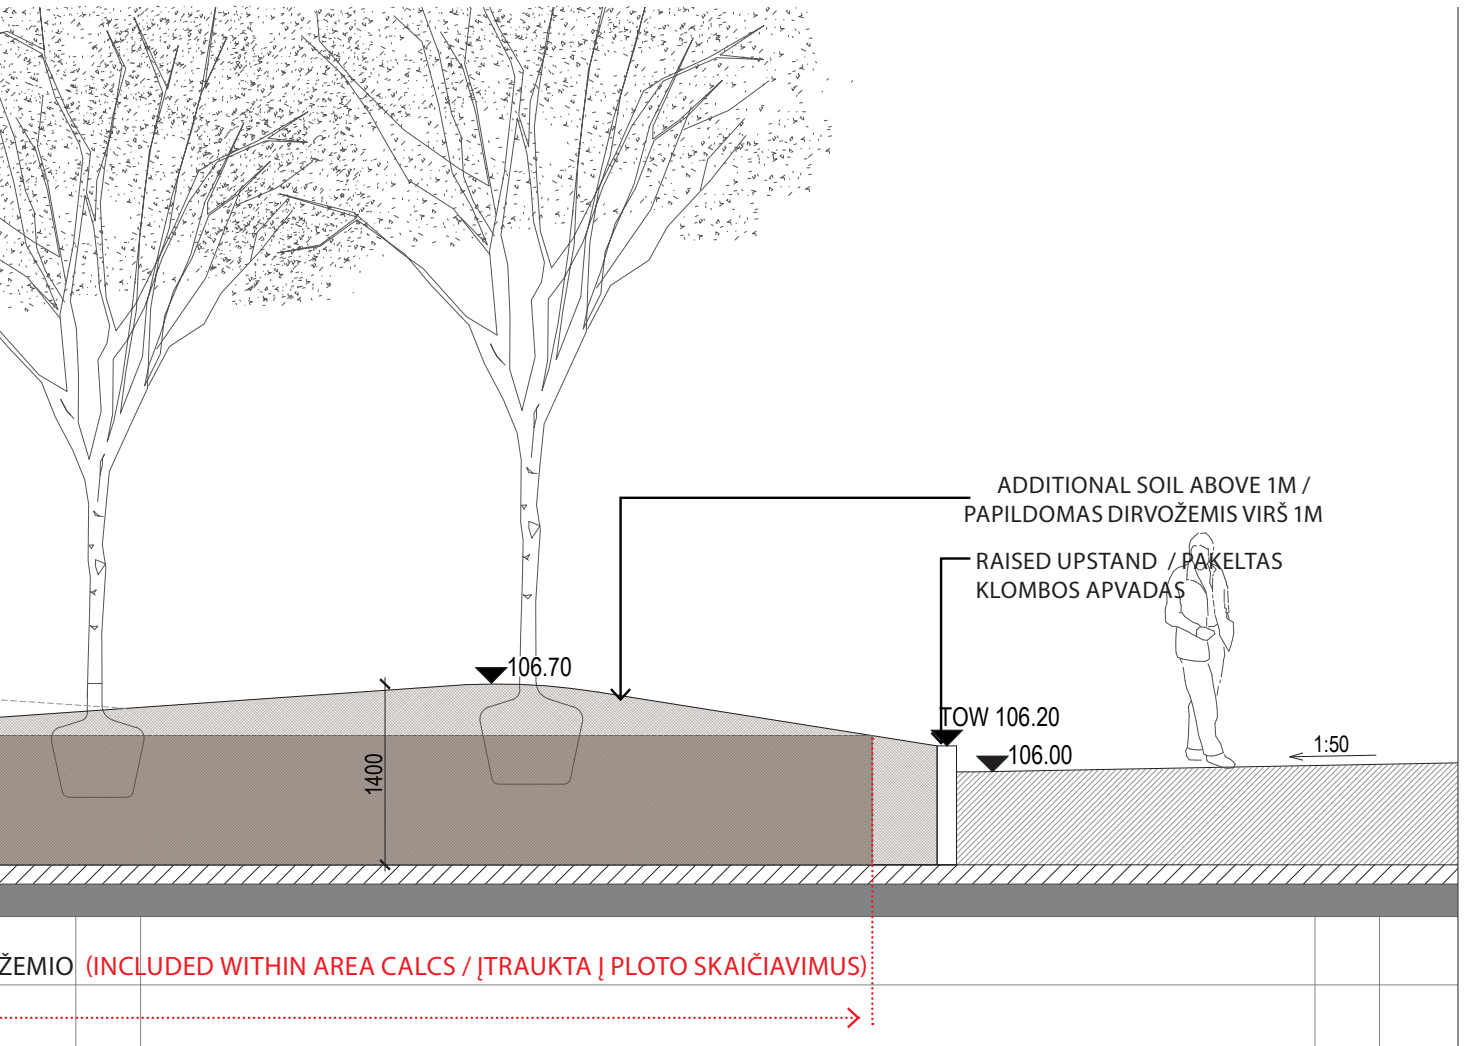 ADDITIONAL SOIL ABOVE 1M /
PAPILDOMAS DIRVOŽEMIS VIRŠ 1M
RAISED UPSTAND / PAKELTAS
KLOMBOS APVADAS
106.70
TOW 106.20
106.00
1:50
1400
ŽEMIO (INCLUDED WITHIN AREA CALCS / ĮTRAUKTA Į PLOTO SKAIČIAVIMUS)